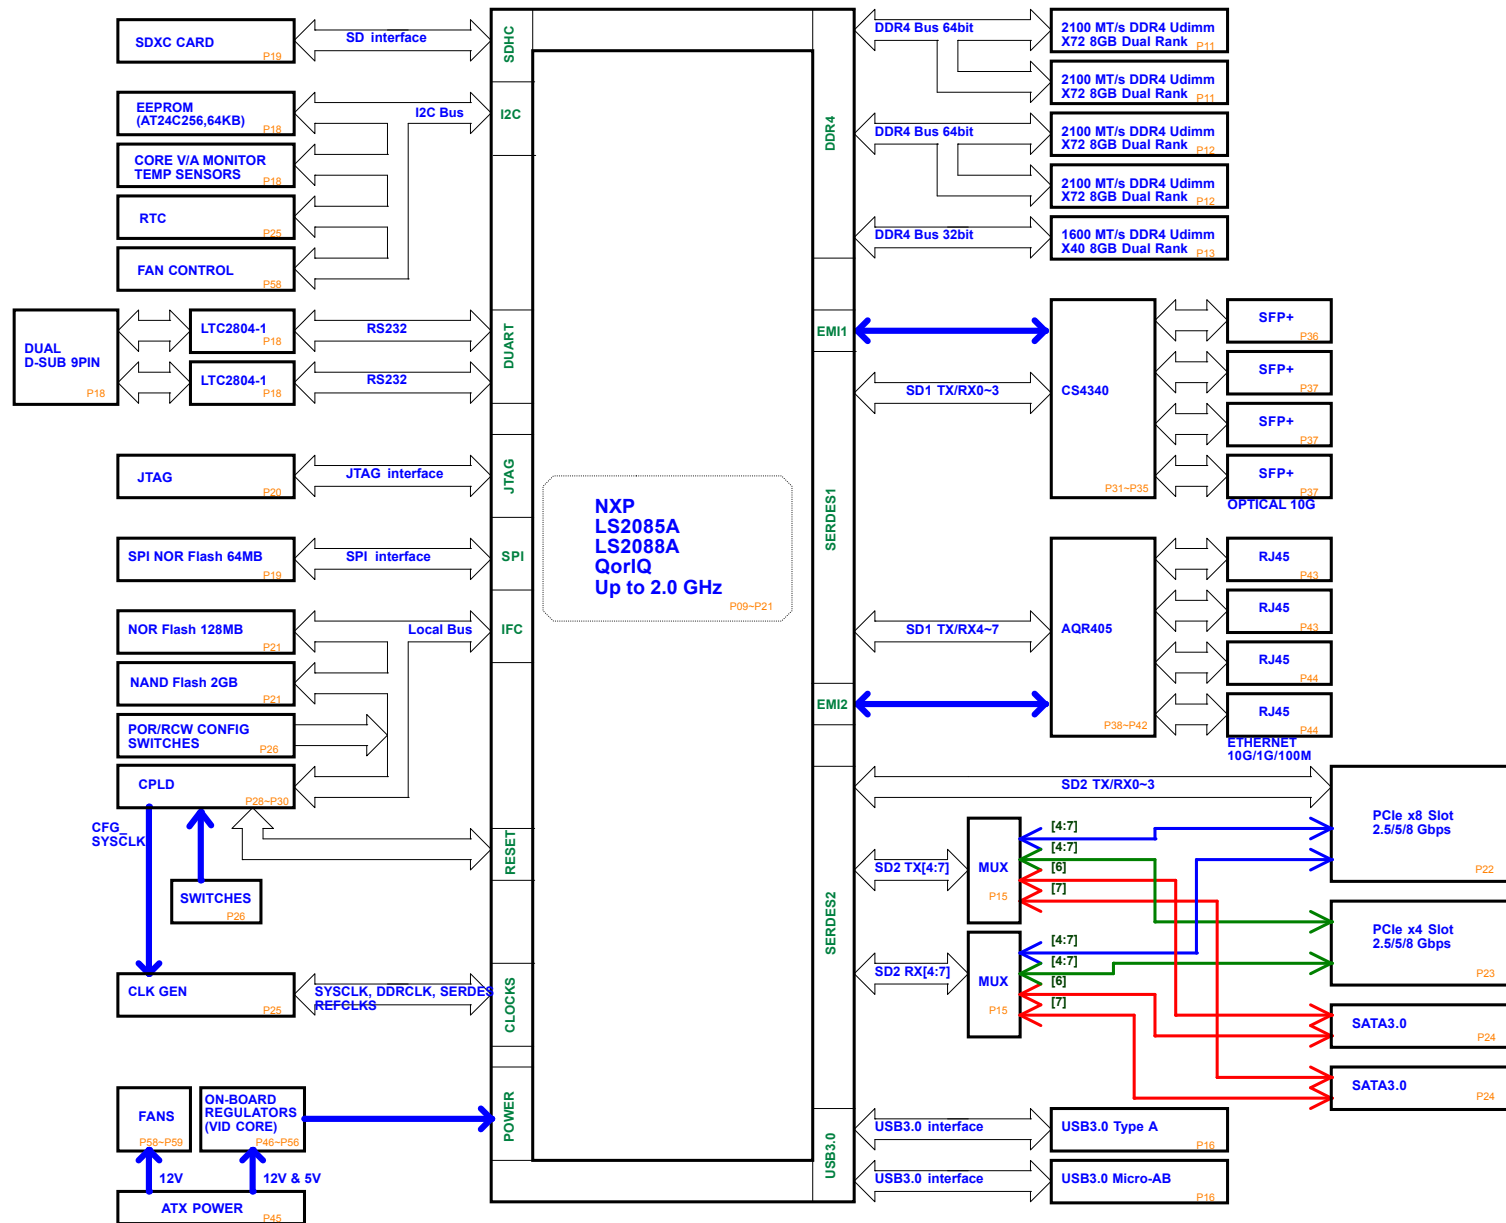 SDXC CARD
P19
SD interface
SDHC
EEPROM
(AT24C256,64KB)
P18
I2C Bus
I2C
CORE V/A MONITOR
TEMP SENSORS
P18
RTC
P25
FAN CONTROL
P58
DUAL
D-SUB 9PIN
P18
LTC2804-1
P18
RS232
LTC2804-1
P18
RS232
DUART
JTAG
P20
JTAG interface
JTAG
SPI NOR Flash 64MB
P19
SPI interface
SPI
NOR Flash 128MB
P21
Local Bus
IFC
NAND Flash 2GB
P21
POR/RCW CONFIG
SWITCHES
P26
CPLD
P28~P30
CFG_
SYSCLK
RESET
SWITCHES
P26
CLK GEN
P25
SYSCLK, DDRCLK, SERDES
REFCLKS
CLOCKS
FANS
P58~P59
ON-BOARD
REGULATORS
(VID CORE)
P46~P56
POWER
12V
12V & 5V
ATX POWER
P45
NXP
LS2085A
LS2088A
QorIQ
Up to 2.0 GHz
P09~P21
DDR4
DDR4 Bus 64bit
2100 MT/s DDR4 Udimm
X72 8GB Dual Rank
P11
2100 MT/s DDR4 Udimm
X72 8GB Dual Rank
P11
DDR4 Bus 64bit
2100 MT/s DDR4 Udimm
X72 8GB Dual Rank
P12
2100 MT/s DDR4 Udimm
X72 8GB Dual Rank
P12
DDR4 Bus 32bit
1600 MT/s DDR4 Udimm
X40 8GB Dual Rank
P13
EMI1
SERDES1
SD1 TX/RX0~3
CS4340
P31~P35
SFP+
P36
SFP+
P37
SFP+
P37
SFP+
P37
OPTICAL 10G
SD1 TX/RX4~7
AQR405
P38~P42
EMI2
RJ45
P43
RJ45
P43
RJ45
P44
RJ45
P44
ETHERNET
10G/1G/100M
SERDES2
SD2 TX/RX0~3
PCIe x8 Slot
2.5/5/8 Gbps
P22
SD2 TX[4:7]
MUX
P15
[4:7]
[4:7]
[6]
[7]
PCIe x4 Slot
2.5/5/8 Gbps
P23
SD2 RX[4:7]
MUX
P15
[4:7]
[4:7]
[6]
[7]
SATA3.0
P24
SATA3.0
P24
USB3.0
USB3.0 interface
USB3.0 Type A
P16
USB3.0 interface
USB3.0 Micro-AB
P16